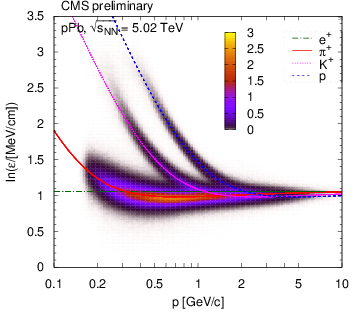 CMS preliminary
pPb, √s_NN = 5.02 TeV
3.5
3
2.5
2
1.5
1
0.5
0
ln(ε/[MeV/cm])
3
2.5
2
1.5
1
0.5
0
e⁺
π⁺
K⁺
p
0.1
0.2
0.5
1
2
5
10
p [GeV/c]